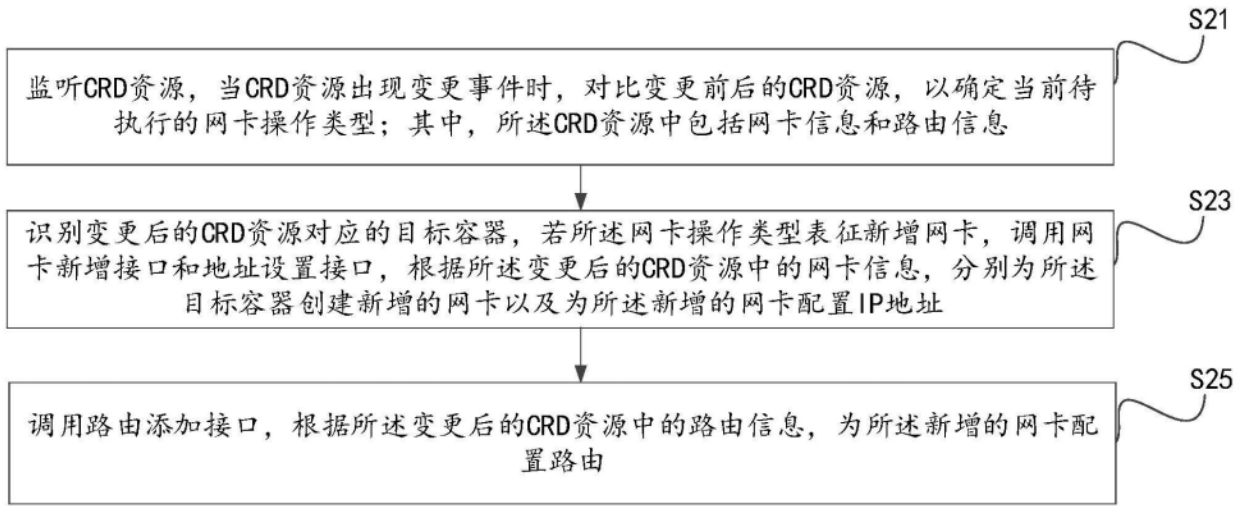 S21
监听CRD资源，当CRD资源出现变更事件时，对比变更前后的CRD资源，以确定当前待
执行的网卡操作类型；其中，所述CRD资源中包括网卡信息和路由信息
S23
识别变更后的CRD资源对应的目标容器，若所述网卡操作类型表征新增网卡，调用网
卡新增接口和地址设置接口，根据所述变更后的CRD资源中的网卡信息，分别为所述
目标容器创建新增的网卡以及为所述新增的网卡配置IP地址
S25
调用路由添加接口，根据所述变更后的CRD资源中的路由信息，为所述新增的网卡配
置路由